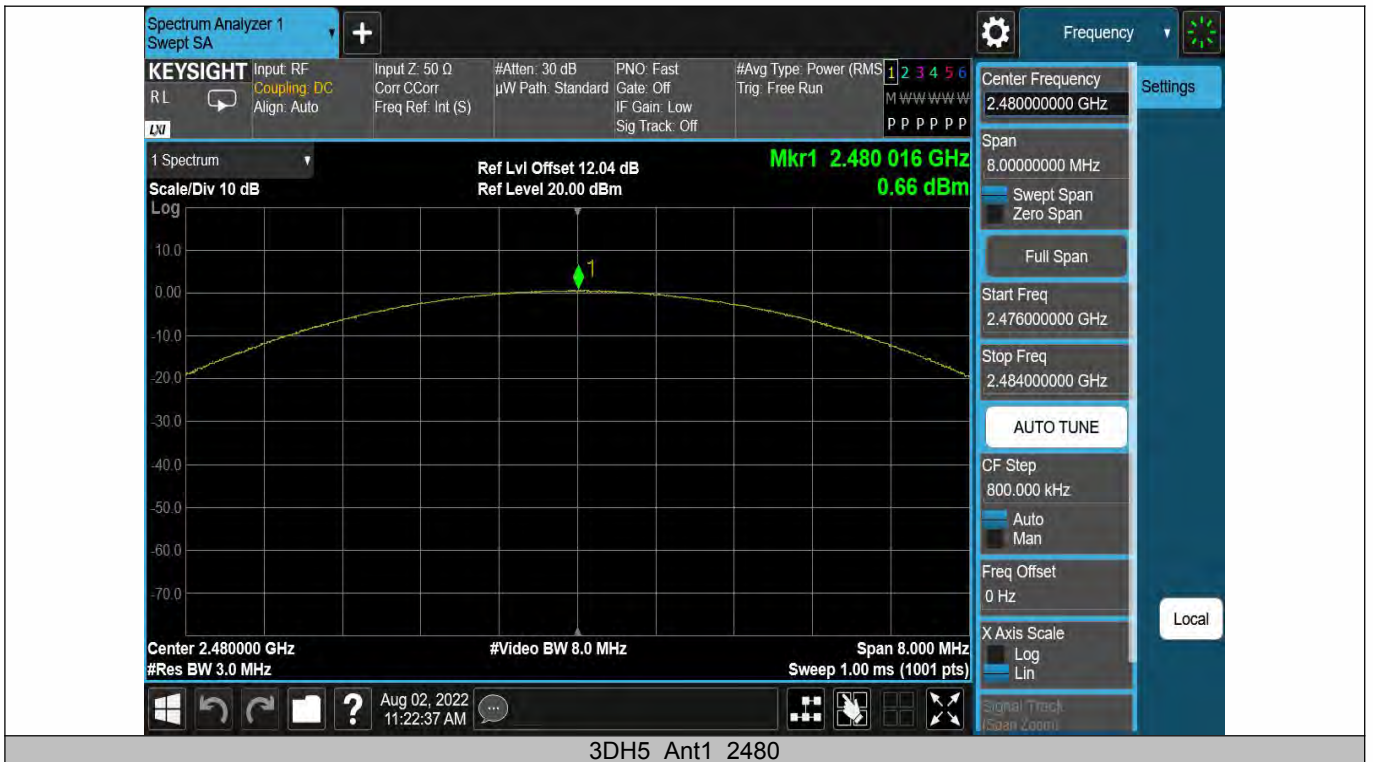 Spectrum Analyzer 1
Swept SA
+
Frequency
KEYSIGHT
RL
LXI
Input: RF
Coupling: DC
Align: Auto
Input Z: 50 Ω
Corr CCorr
Freq Ref: Int (S)
#Atten: 30 dB
µW Path: Standard
PNO: Fast
Gate: Off
IF Gain: Low
Sig Track: Off
#Avg Type: Power (RMS
Trig: Free Run
1 2 3 4 5 6
M W W W W W
P P P P P P
1 Spectrum
Scale/Div 10 dB
Log
Ref Lvl Offset 12.04 dB
Ref Level 20.00 dBm
Mkr1 2.480 016 GHz
0.66 dBm
1
10.0
0.00
-10.0
-20.0
-30.0
-40.0
-50.0
-60.0
-70.0
Center 2.480000 GHz
#Res BW 3.0 MHz
#Video BW 8.0 MHz
Span 8.000 MHz
Sweep 1.00 ms (1001 pts)
Center Frequency
2.480000000 GHz
Settings
Span
8.00000000 MHz
Swept Span
Zero Span
Full Span
Start Freq
2.476000000 GHz
Stop Freq
2.484000000 GHz
AUTO TUNE
CF Step
800.000 kHz
Auto
Man
Freq Offset
0 Hz
X Axis Scale
Log
Lin
Signal Track
(Span Zoom)
Local
?
Aug 02, 2022
11:22:37 AM
3DH5_Ant1_2480